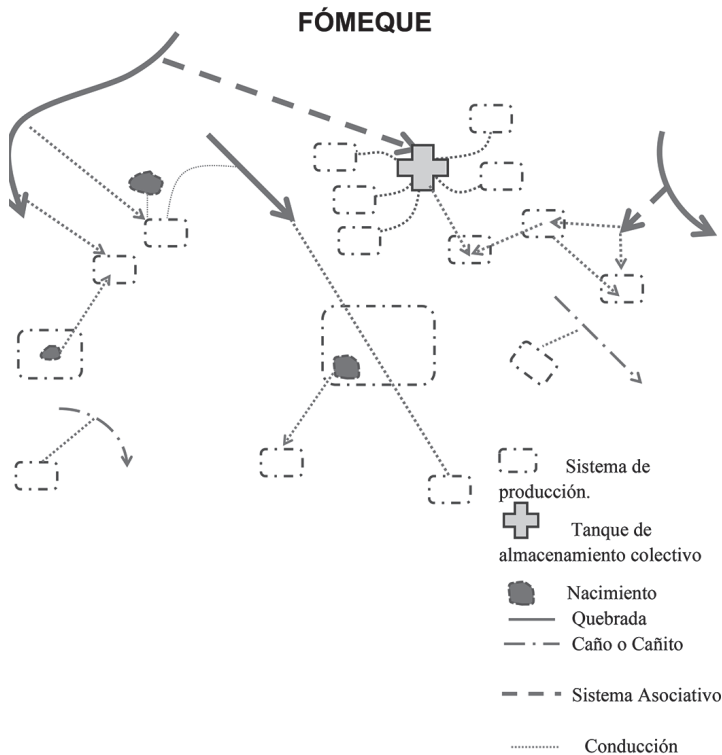 FÓMEQUE
Sistema de
producción.
Tanque de
almacenamiento colectivo
Nacimiento
Quebrada
Caño o Cañito
Sistema Asociativo
Conducción